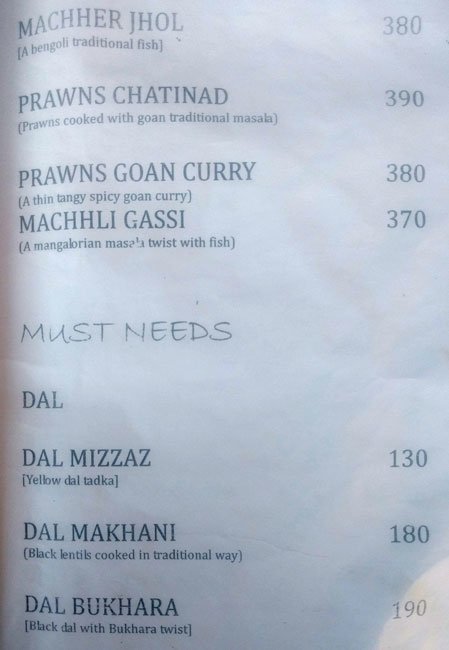 MACHHER JHOL 380
[A bengoli traditional fish]
PRAWNS CHATINAD 390
(Prawns cooked with goan traditional masala)
PRAWNS GOAN CURRY 380
(A thin tangy spicy goan curry)
MACHHLI GASSI 370
(A mangalorian masala twist with fish)
MUST NEEDS
DAL
DAL MIZZAZ 130
[Yellow dal tadka]
DAL MAKHANI 180
(Black lentils cooked in traditional way)
DAL BUKHARA 190
[Black dal with Bukhara twist]